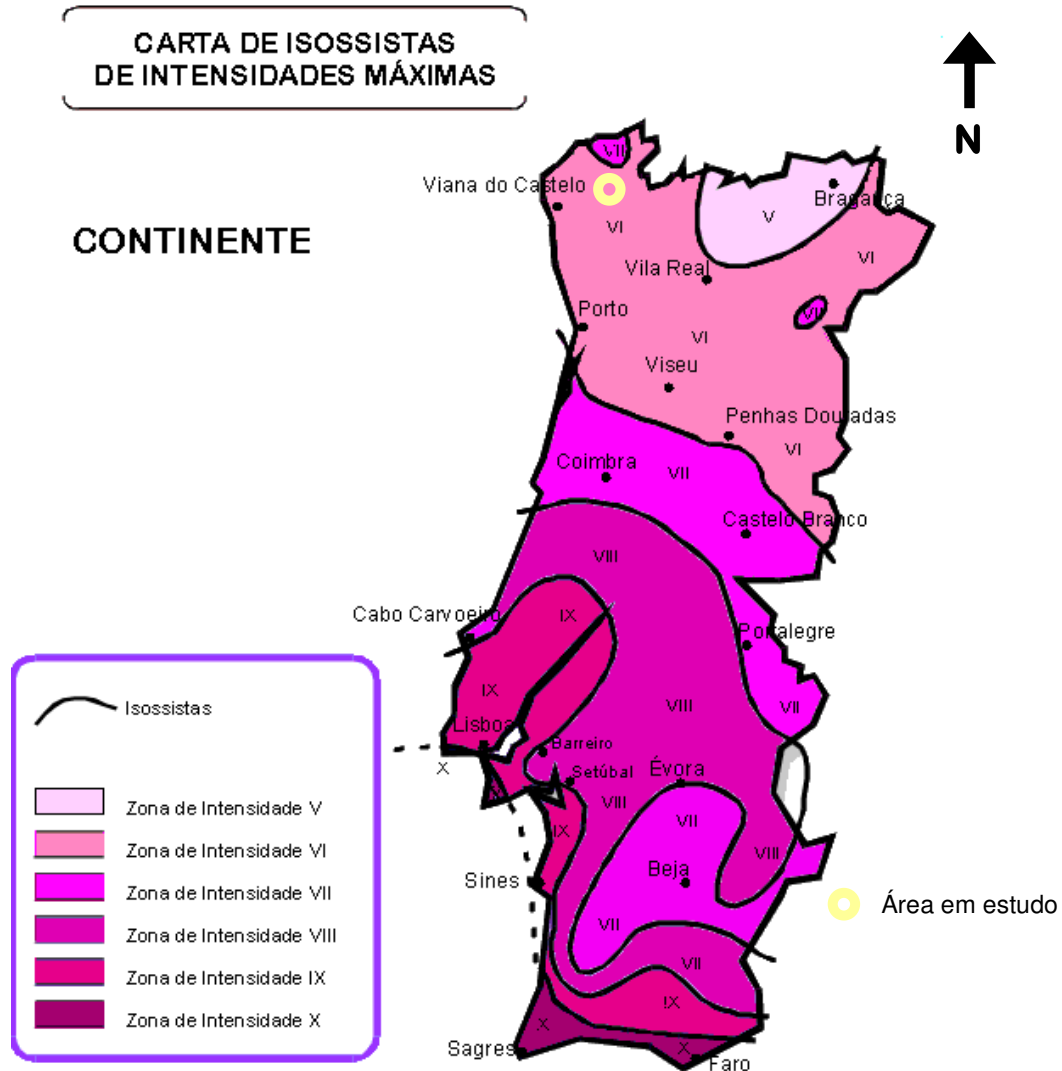 CARTA DE ISOSSISTAS
DE INTENSIDADES MÁXIMAS
N
CONTINENTE
VII
Viana do Castelo
Bragança
V
VI
VI
Vila Real
VII
Porto
VI
Viseu
Penhas Douradas
VI
Coimbra
VII
Castelo Branco
VIII
Cabo Carvoeiro
IX
X
Portalegre
IX
VIII
VII
Lisboa
Barreiro
X
Setúbal
Évora
X
VIII
VII
IX
VIII
Sines
Beja
VII
VII
IX
X
Sagres
X
Faro
Isossistas
Zona de Intensidade V
Zona de Intensidade VI
Zona de Intensidade VII
Zona de Intensidade VIII
Zona de Intensidade IX
Zona de Intensidade X
Área em estudo